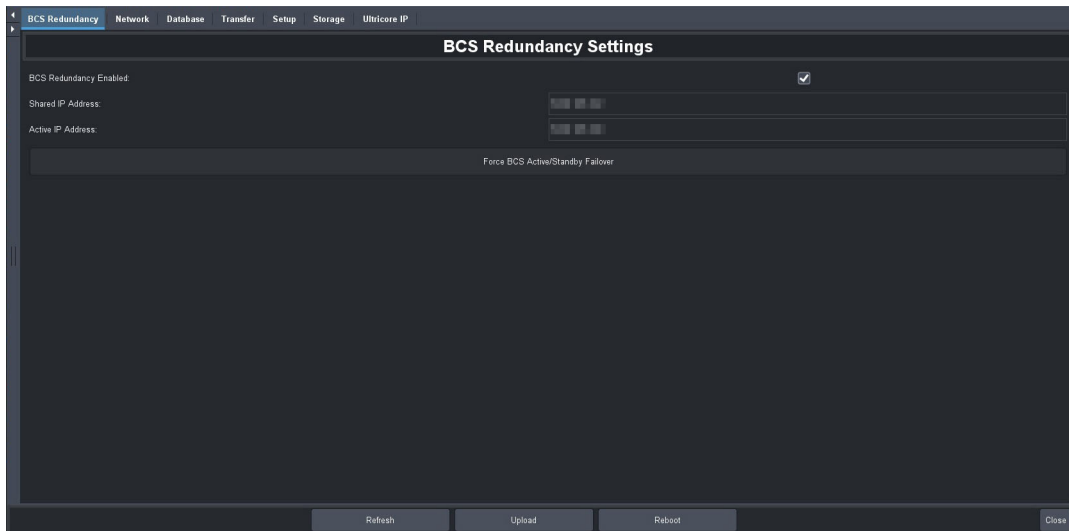 BCS Redundancy Network Database Transfer Setup Storage Ultricore IP
BCS Redundancy Settings
BCS Redundancy Enabled:
Shared IP Address:
Active IP Address:
Force BCS Active/Standby Failover
Refresh Upload Reboot Close